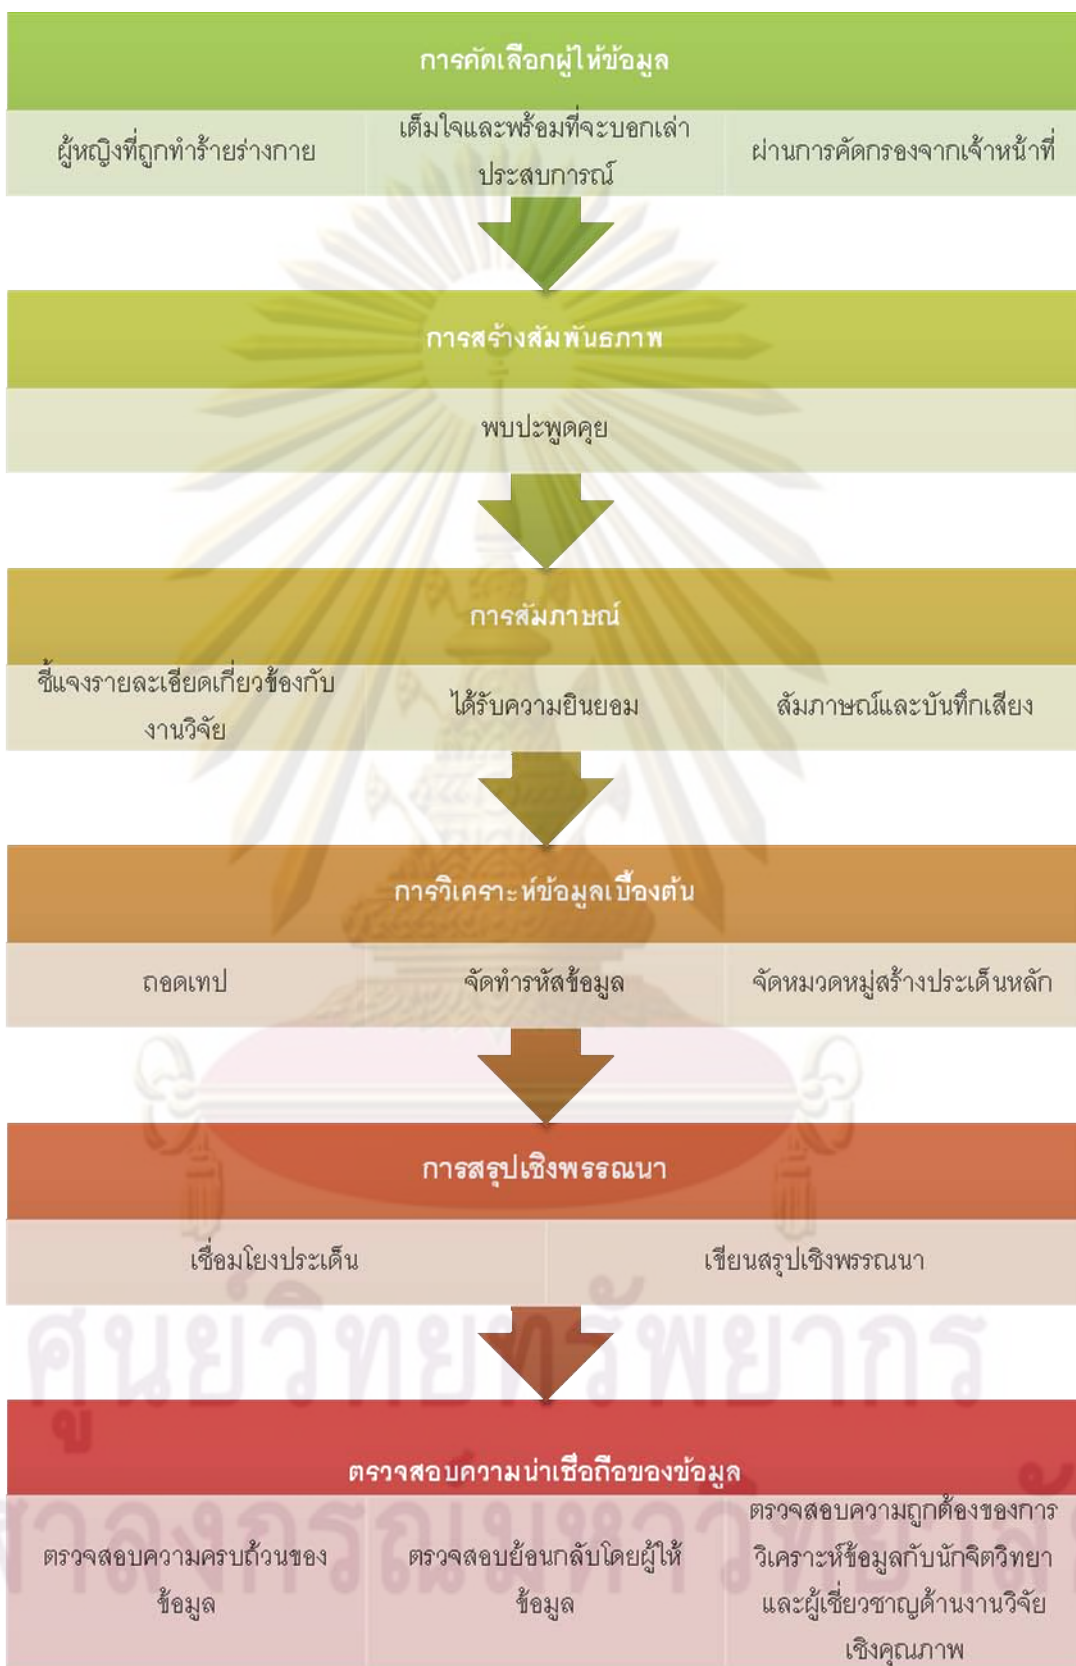 การคัดเลือกผู้ให้ข้อมูล
ผู้หญิงที่ถูกทำร้ายร่างกาย
เต็มใจและพร้อมที่จะบอกเล่า
ประสบการณ์
ผ่านการคัดกรองจากเจ้าหน้าที่
การสร้างสัมพันธภาพ
พบปะพูดคุย
การสัมภาษณ์
ชี้แจงรายละเอียดเกี่ยวข้องกับ
งานวิจัย
ได้รับความยินยอม
สัมภาษณ์และบันทึกเสียง
การวิเคราะห์ข้อมูลเบื้องต้น
ถอดเทป
จัดทำรหัสข้อมูล
จัดหมวดหมู่สร้างประเด็นหลัก
การสรุปเชิงพรรณนา
เชื่อมโยงประเด็น
เขียนสรุปเชิงพรรณนา
ศูนย์วิทยทรัพยากร
ตรวจสอบความน่าเชื่อถือของข้อมูล
ตรวจสอบความครบถ้วนของ
ข้อมูล
ตรวจสอบย้อนกลับโดยผู้ให้
ข้อมูล
ตรวจสอบความถูกต้องของการ
วิเคราะห์ข้อมูลกับนักจิตวิทยา
และผู้เชี่ยวชาญด้านงานวิจัย
เชิงคุณภาพ